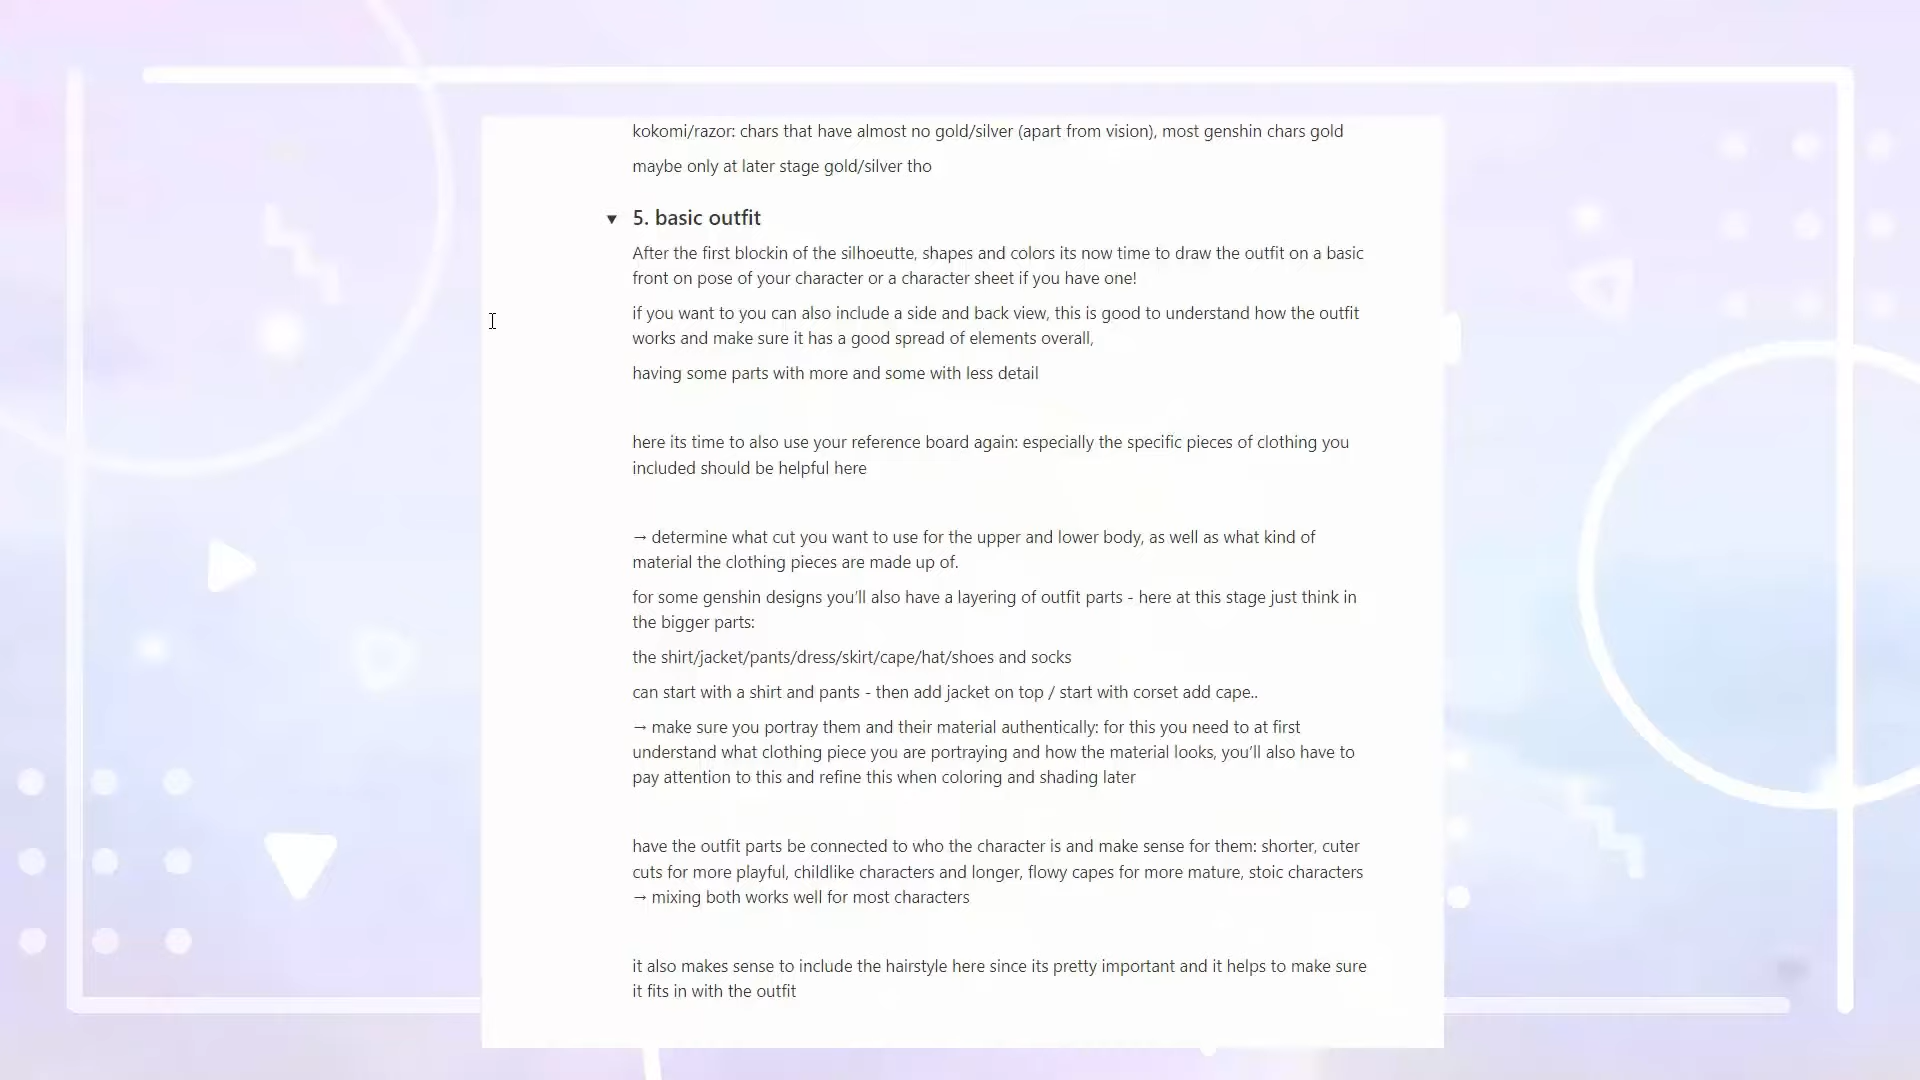 kokomi/razor: chars that have almost no gold/silver (apart from vision), most genshin chars gold
maybe only at later stage gold/silver tho
5. basic outfit
After the first blockin of the silhoeutte, shapes and colors its now time to draw the outfit on a basic
front on pose of your character or a character sheet if you have one!
if you want to you can also include a side and back view, this is good to understand how the outfit
works and make sure it has a good spread of elements overall,
having some parts with more and some with less detail
here its time to also use your reference board again: especially the specific pieces of clothing you
included should be helpful here
→ determine what cut you want to use for the upper and lower body, as well as what kind of
material the clothing pieces are made up of.
for some genshin designs you’ll also have a layering of outfit parts - here at this stage just think in
the bigger parts:
the shirt/jacket/pants/dress/skirt/cape/hat/shoes and socks
can start with a shirt and pants - then add jacket on top / start with corset add cape..
→ make sure you portray them and their material authentically: for this you need to at first
understand what clothing piece you are portraying and how the material looks, you’ll also have to
pay attention to this and refine this when coloring and shading later
have the outfit parts be connected to who the character is and make sense for them: shorter, cuter
cuts for more playful, childlike characters and longer, flowy capes for more mature, stoic characters
→ mixing both works well for most characters
it also makes sense to include the hairstyle here since its pretty important and it helps to make sure
it fits in with the outfit